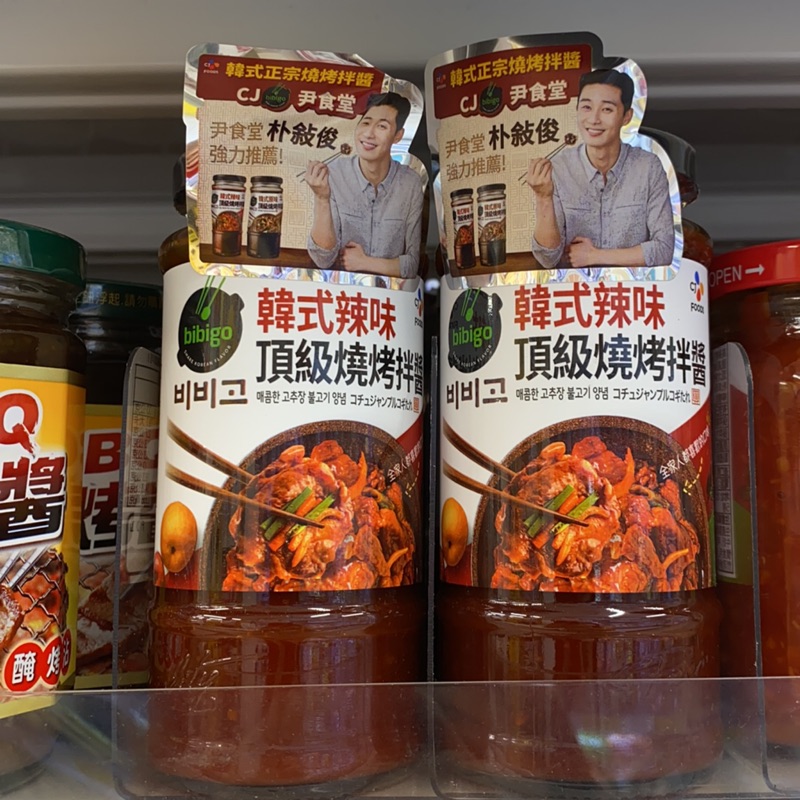 韓式正宗燒烤拌醬
CJ bibigo 尹食堂
尹食堂 朴敍俊
強力推薦!
bibigo
비비고
韓式辣味
頂級燒烤拌醬
매콤한 고추장 불고기 양념 コチュジャンプルコギたれ
韓式正宗燒烤拌醬
CJ bibigo 尹食堂
尹食堂 朴敍俊
強力推薦!
bibigo
비비고
韓式辣味
頂級燒烤拌醬
매콤한 고추장 불고기 양념 コチュジャンプルコギたれ
CJ
FOODS
OPEN →
Q
醬
醃 烤
B
烤